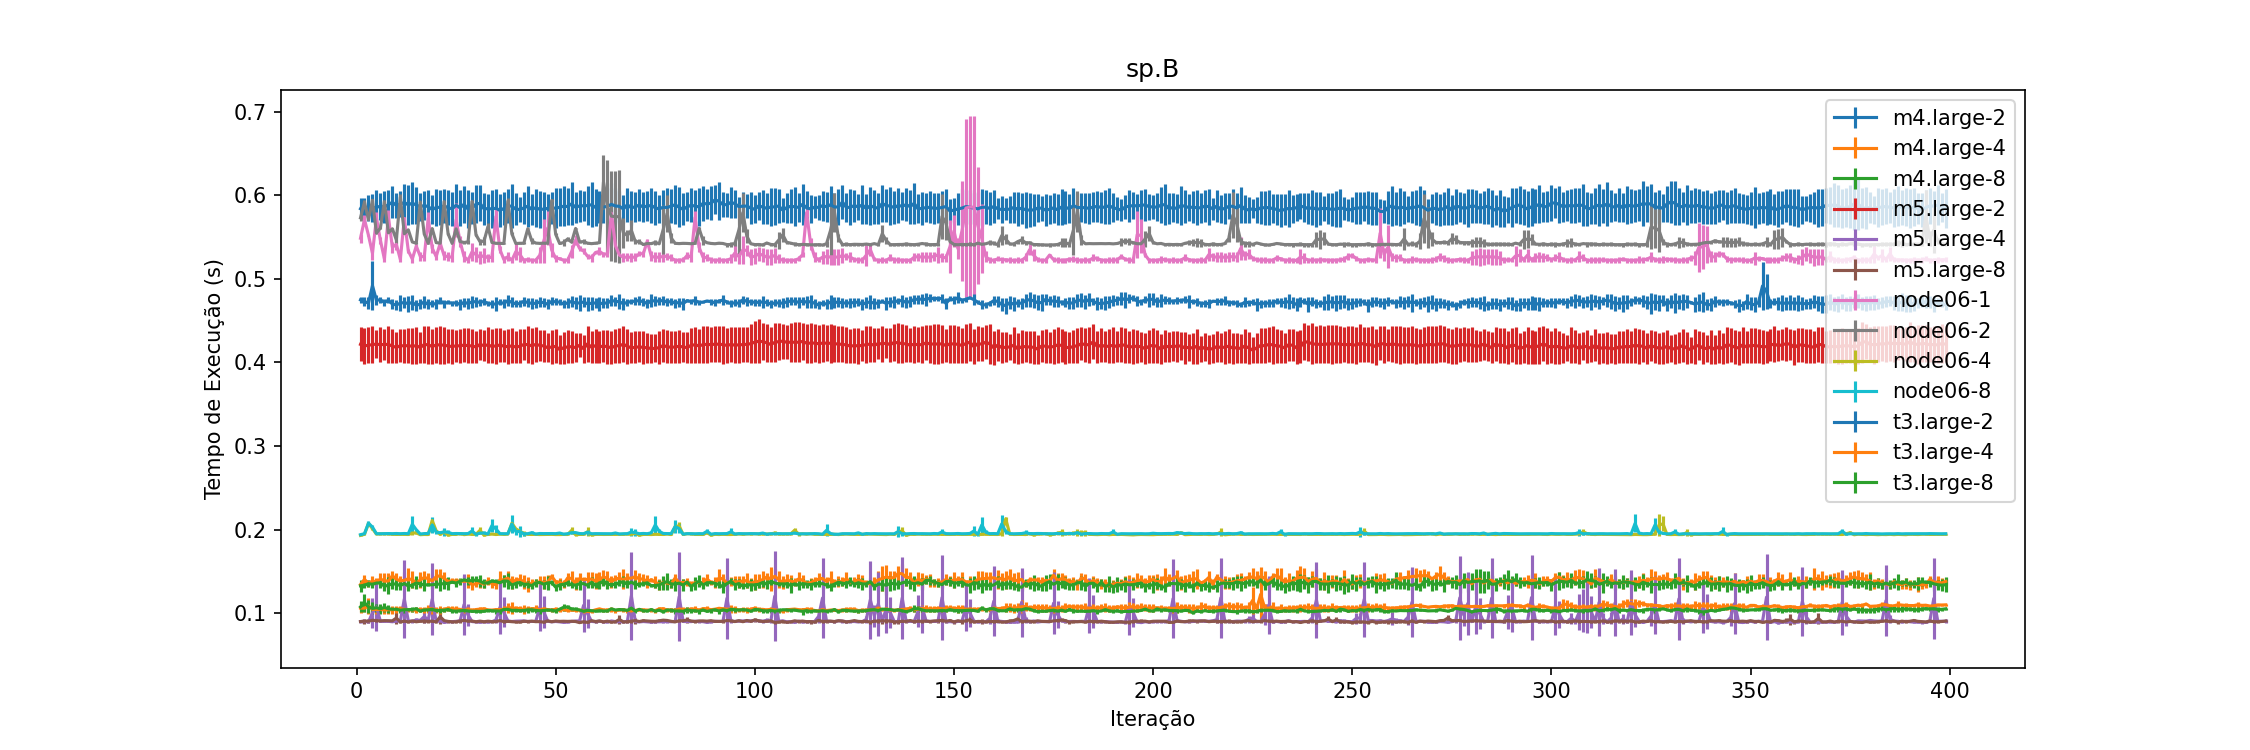 sp.B
0.7
0.6
0.5
0.4
0.3
0.2
0.1
Tempo de Execução (s)
m4.large-2
m4.large-4
m4.large-8
m5.large-2
m5.large-4
m5.large-8
node06-1
node06-2
node06-4
node06-8
t3.large-2
t3.large-4
t3.large-8
0 50 100 150 200 250 300 350 400
Iteração